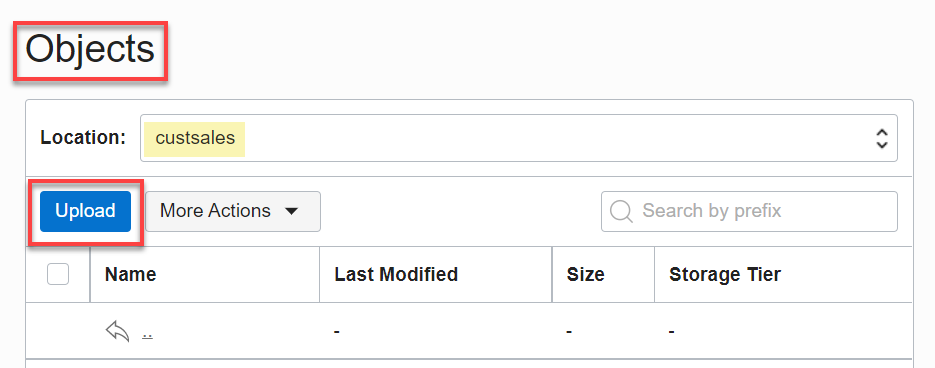 Objects
Location: custsales
Upload More Actions Search by prefix
Name Last Modified Size Storage Tier
.. - - -